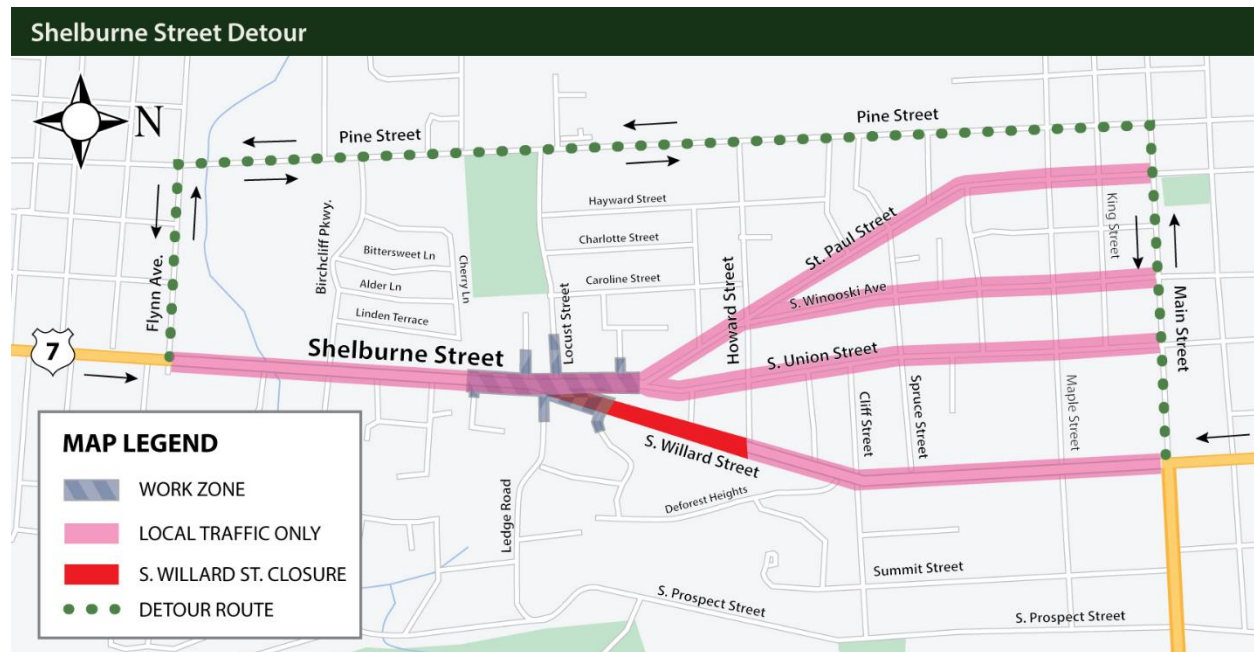 Shelburne Street Detour
N
Pine Street
Pine Street
Hayward Street
Charlotte Street
Caroline Street
St. Paul Street
King Street
S. Winooski Ave
Birchcliff Pkwy.
Bittersweet Ln
Alder Ln
Linden Terrace
Cherry Ln
Locust Street
Howard Street
Flynn Ave.
Main Street
7
Shelburne Street
S. Union Street
Cliff Street
Spruce Street
Maple Street
S. Willard Street
Ledge Road
Deforest Heights
Summit Street
S. Prospect Street
S. Prospect Street
MAP LEGEND
WORK ZONE
LOCAL TRAFFIC ONLY
S. WILLARD ST. CLOSURE
DETOUR ROUTE